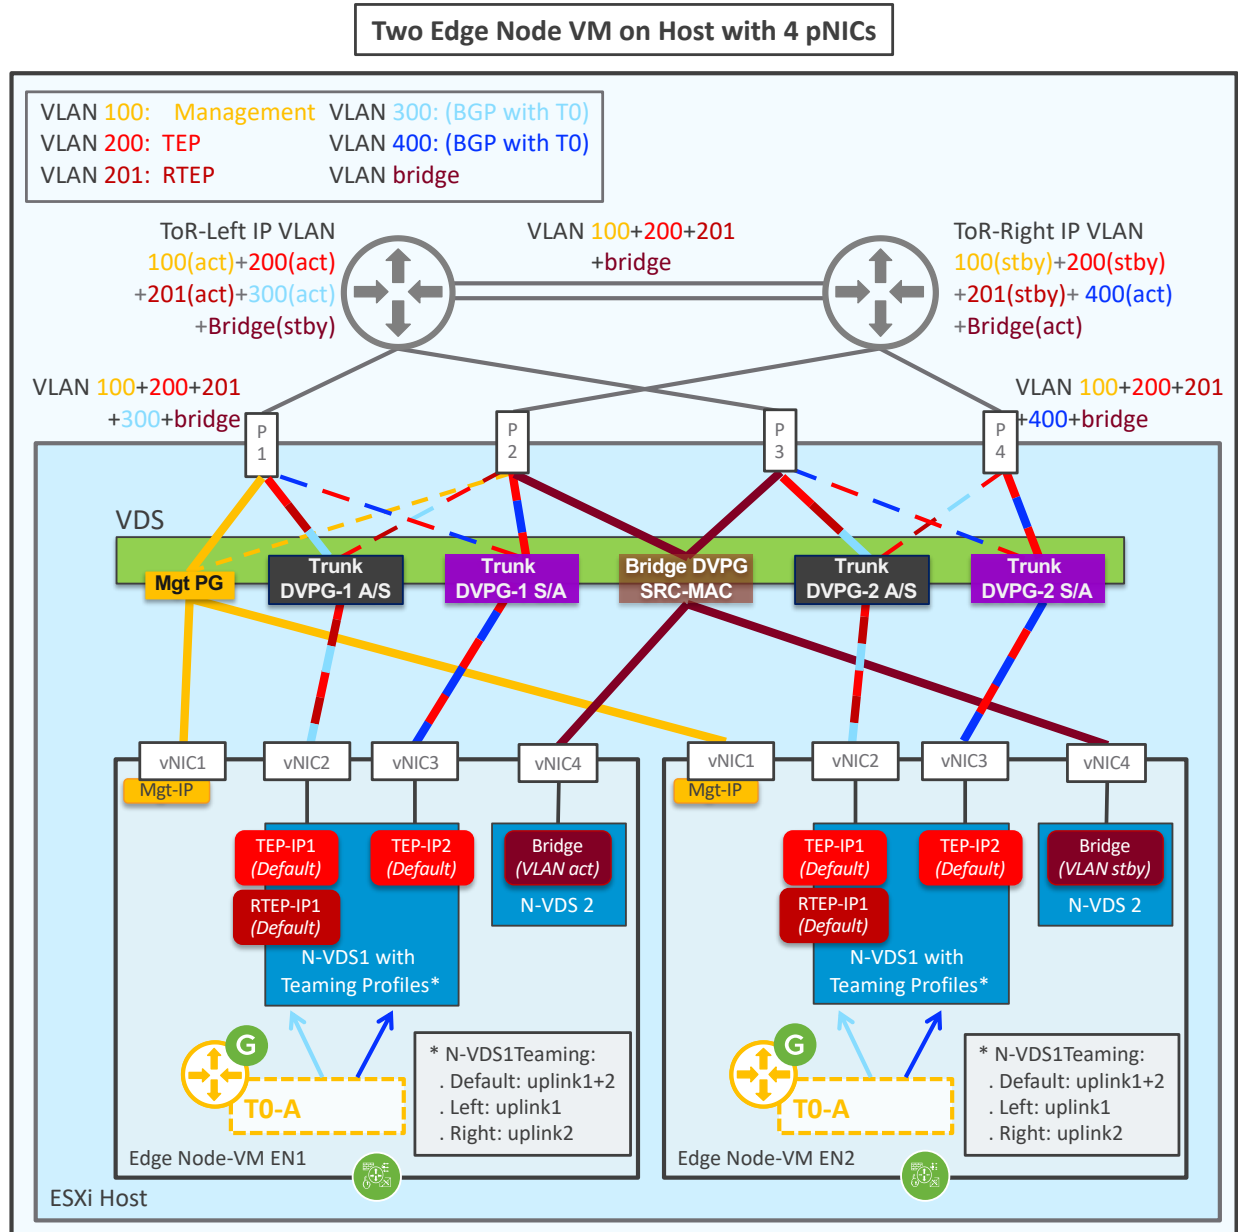 Two Edge Node VM on Host with 4 pNICs
VLAN 100: Management
VLAN 200: TEP
VLAN 201: RTEP
VLAN 300: (BGP with T0)
VLAN 400: (BGP with T0)
VLAN bridge
ToR-Left IP VLAN
100(act)+200(act)
+201(act)+300(act)
+Bridge(stby)
VLAN 100+200+201
+bridge
ToR-Right IP VLAN
100(stby)+200(stby)
+201(stby)+ 400(act)
+Bridge(act)
VLAN 100+200+201
+300+bridge
VLAN 100+200+201
+400+bridge
P
1
P
2
P
3
P
4
VDS
Mgt PG
Trunk
DVPG-1 A/S
Trunk
DVPG-1 S/A
Bridge DVPG
SRC-MAC
Trunk
DVPG-2 A/S
Trunk
DVPG-2 S/A
vNIC1
vNIC2
vNIC3
vNIC4
vNIC1
vNIC2
vNIC3
vNIC4
Mgt-IP
TEP-IP1
(Default)
TEP-IP2
(Default)
RTEP-IP1
(Default)
Bridge
(VLAN act)
N-VDS 2
N-VDS1 with
Teaming Profiles*
G
T0-A
* N-VDS1Teaming:
. Default: uplink1+2
. Left: uplink1
. Right: uplink2
Edge Node-VM EN1
Mgt-IP
TEP-IP1
(Default)
TEP-IP2
(Default)
RTEP-IP1
(Default)
Bridge
(VLAN stby)
N-VDS 2
N-VDS1 with
Teaming Profiles*
G
T0-A
* N-VDS1Teaming:
. Default: uplink1+2
. Left: uplink1
. Right: uplink2
Edge Node-VM EN2
ESXi Host